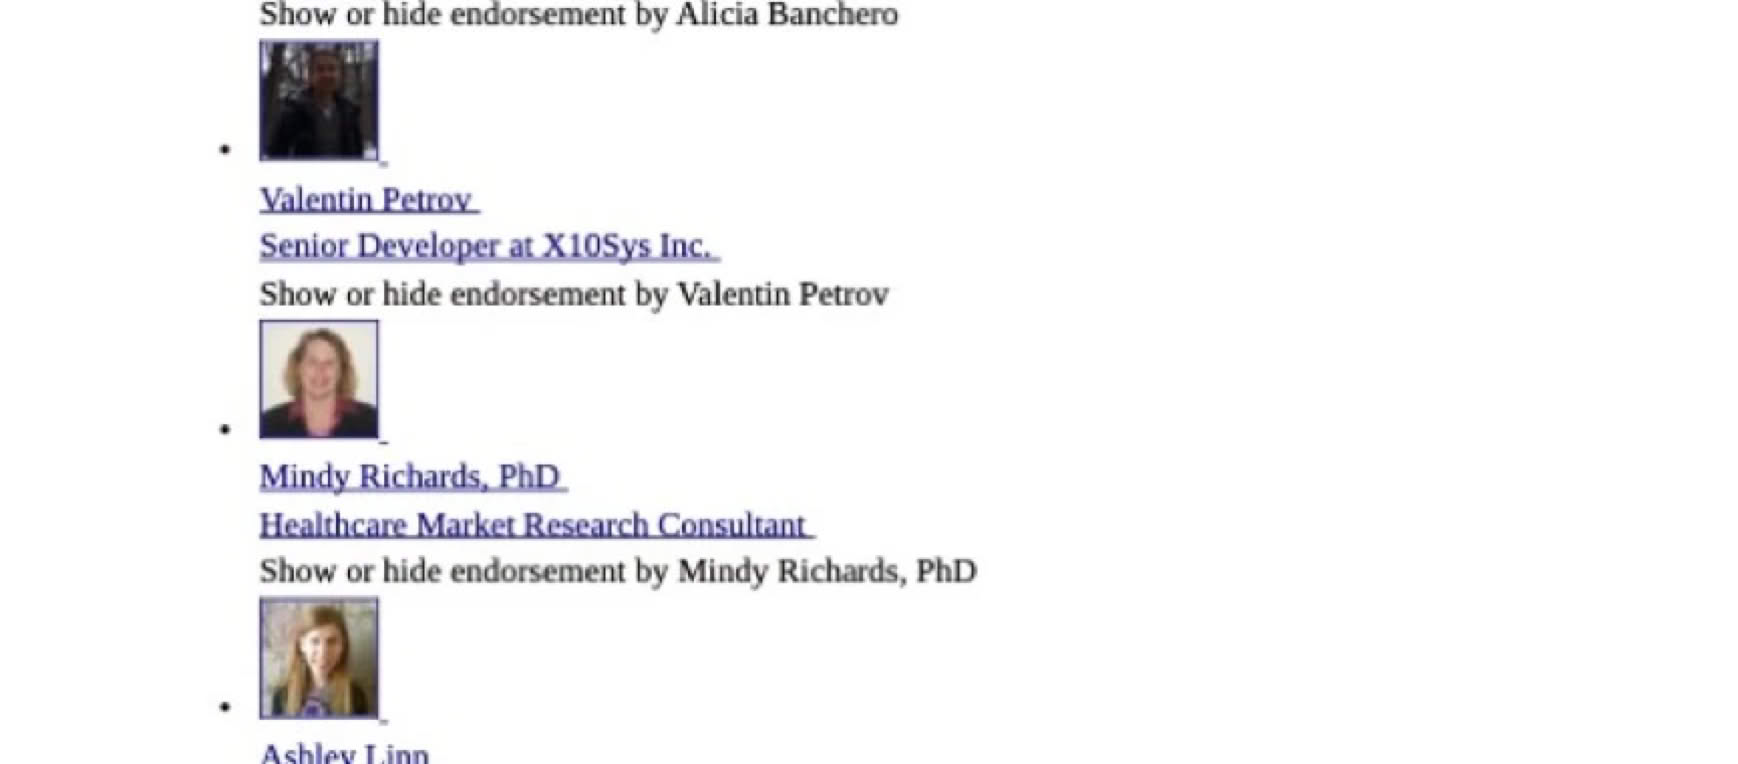 Show or hide endorsement by Alicia Banchero
Valentin Petrov
Senior Developer at X10Sys Inc.
Show or hide endorsement by Valentin Petrov
Mindy Richards, PhD
Healthcare Market Research Consultant
Show or hide endorsement by Mindy Richards, PhD
Ashley Linn